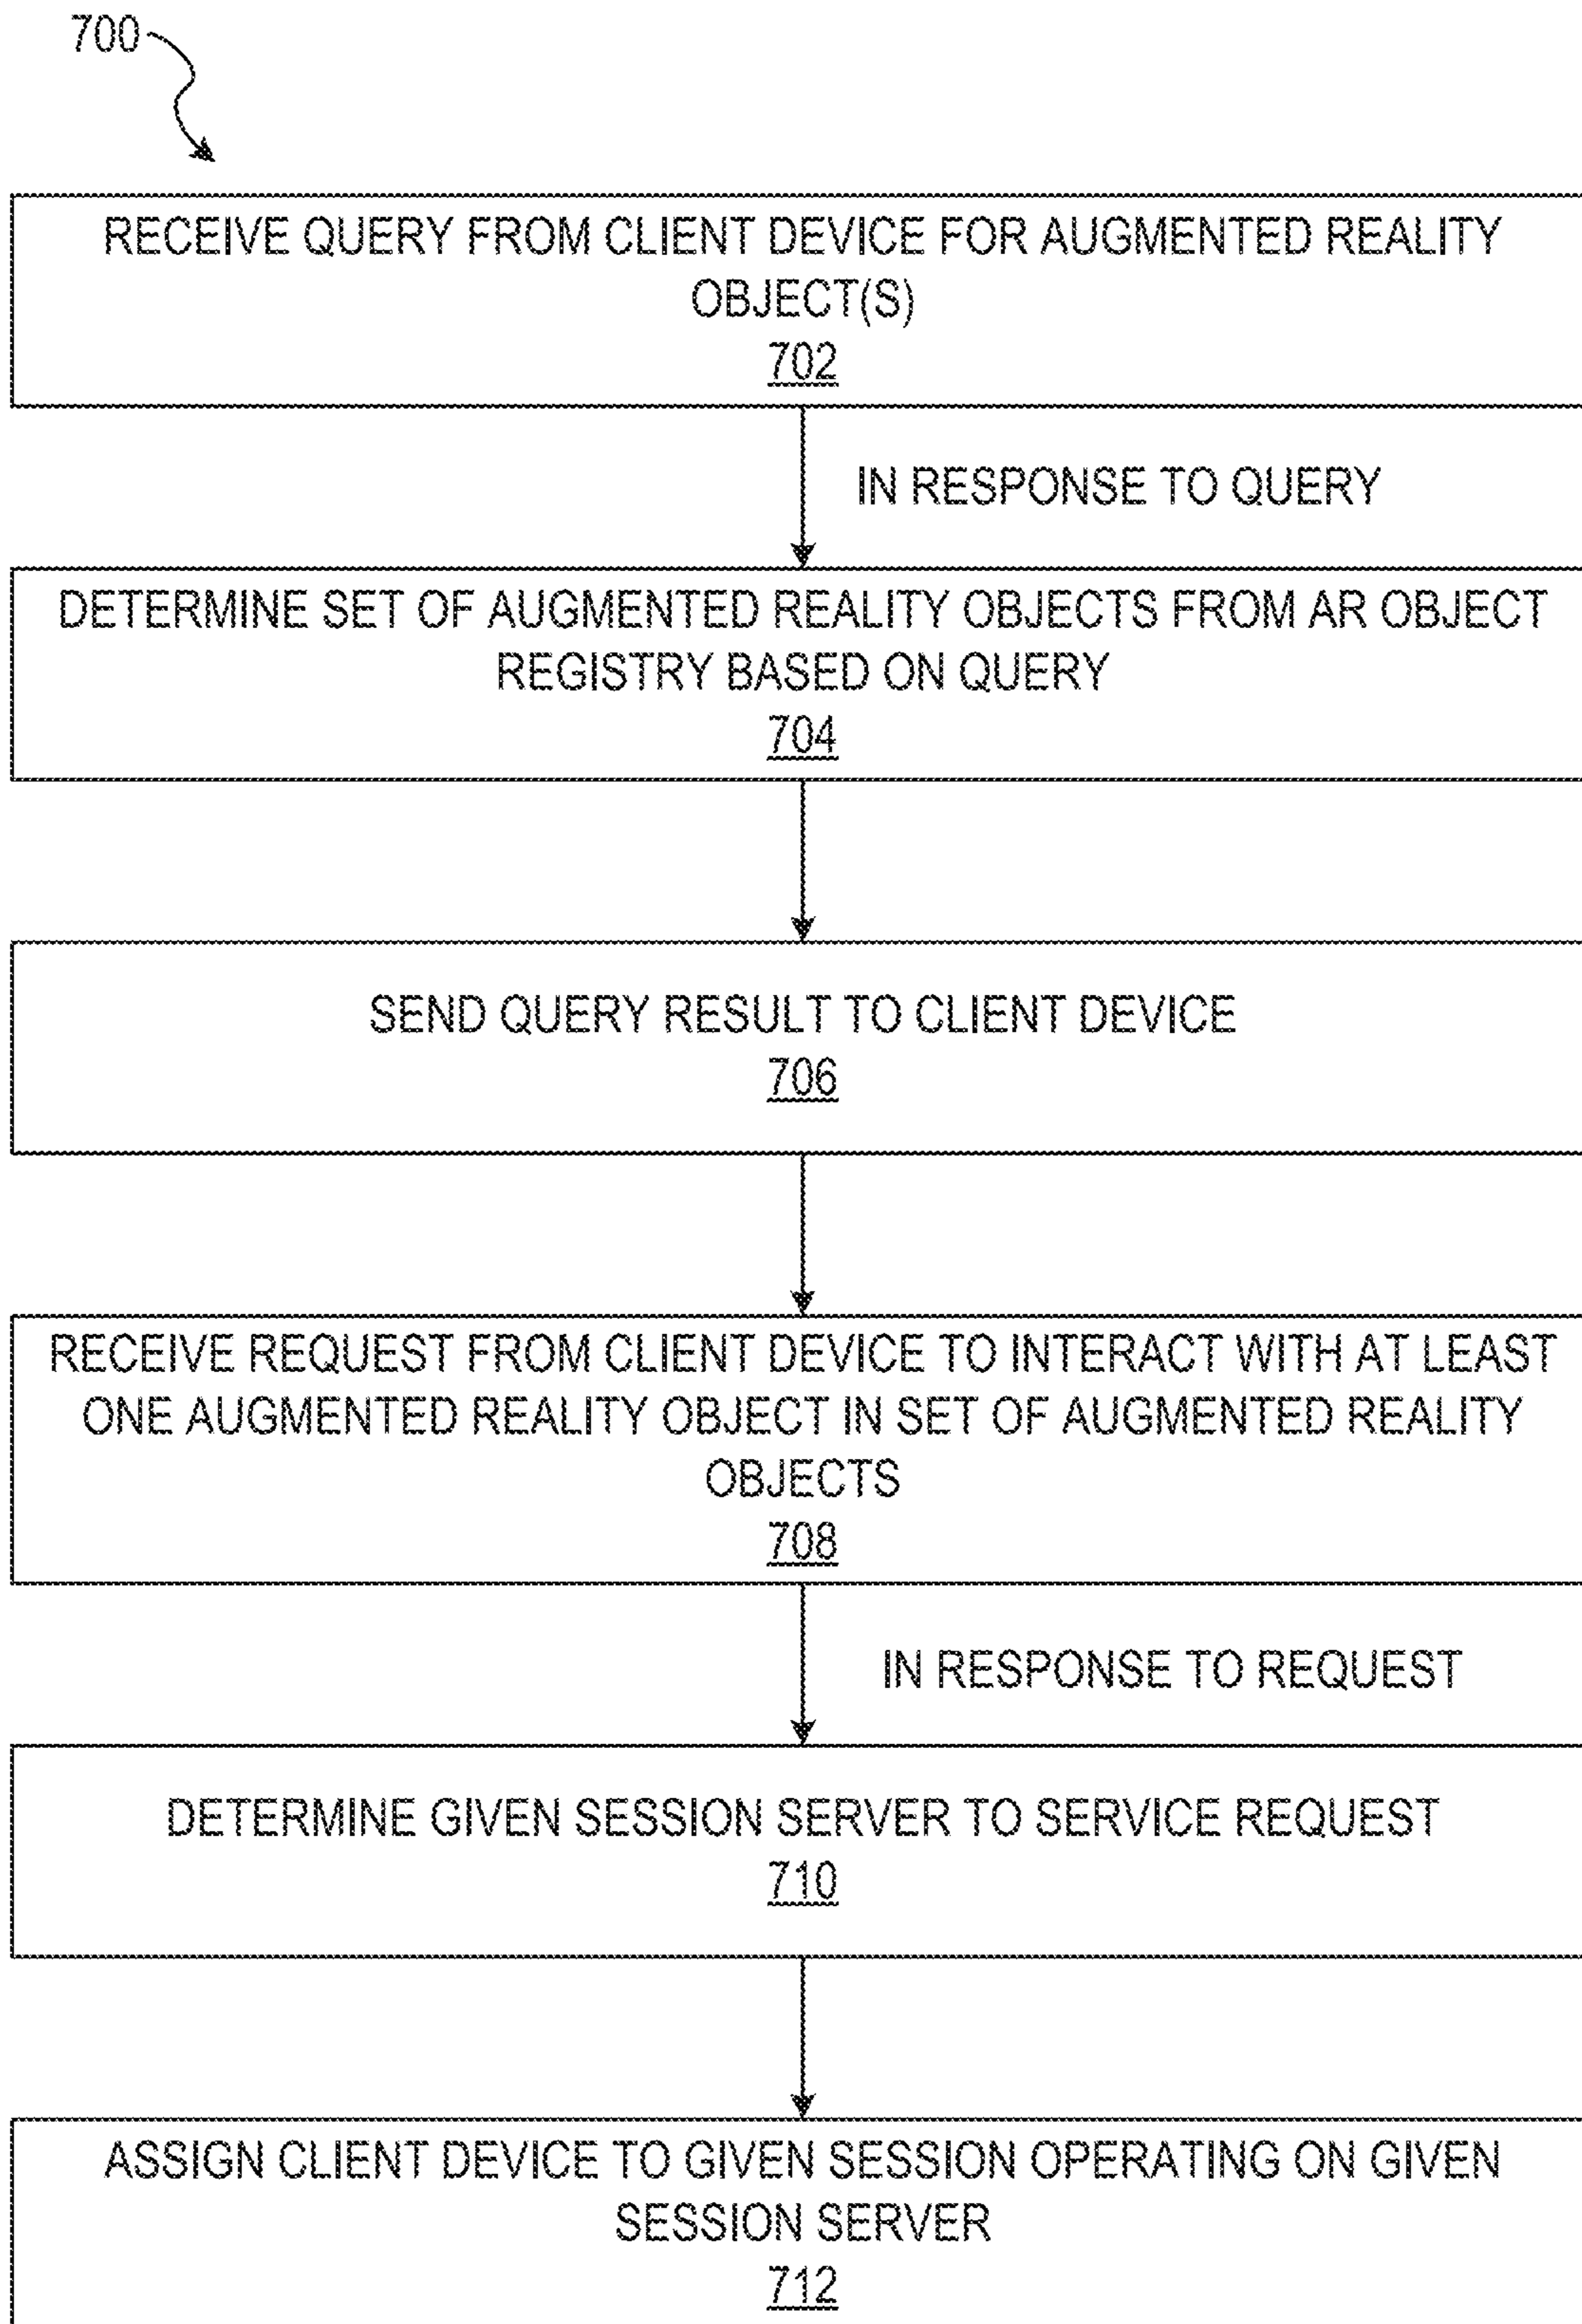 700
RECEIVE QUERY FROM CLIENT DEVICE FOR AUGMENTED REALITY
OBJECT(S)
702
IN RESPONSE TO QUERY
DETERMINE SET OF AUGMENTED REALITY OBJECTS FROM AR OBJECT
REGISTRY BASED ON QUERY
704
SEND QUERY RESULT TO CLIENT DEVICE
706
RECEIVE REQUEST FROM CLIENT DEVICE TO INTERACT WITH AT LEAST
ONE AUGMENTED REALITY OBJECT IN SET OF AUGMENTED REALITY
OBJECTS
708
IN RESPONSE TO REQUEST
DETERMINE GIVEN SESSION SERVER TO SERVICE REQUEST
710
ASSIGN CLIENT DEVICE TO GIVEN SESSION OPERATING ON GIVEN
SESSION SERVER
712